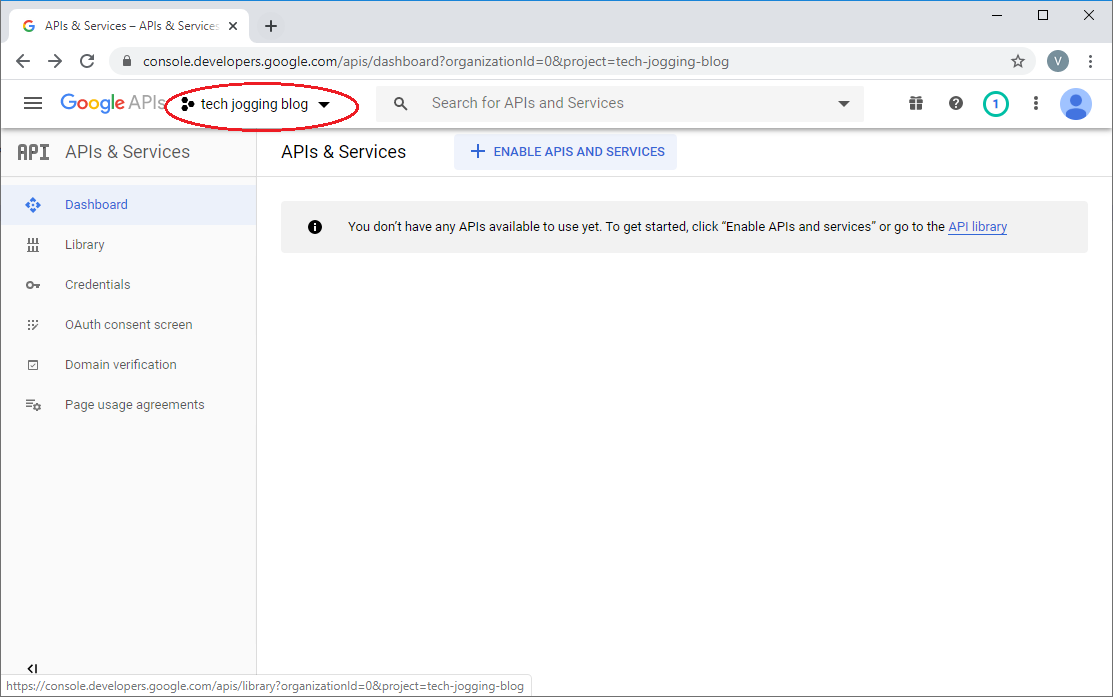 APIs & Services – APIs & Services
console.developers.google.com/apis/dashboard?organizationId=0&project=tech-jogging-blog
V
Google APIs
tech jogging blog
Search for APIs and Services
1
API APIs & Services
APIs & Services
ENABLE APIS AND SERVICES
Dashboard
You don't have any APIs available to use yet. To get started, click “Enable APIs and services” or go to the API library
Library
Credentials
OAuth consent screen
Domain verification
Page usage agreements
https://console.developers.google.com/apis/library?organizationId=0&project=tech-jogging-blog